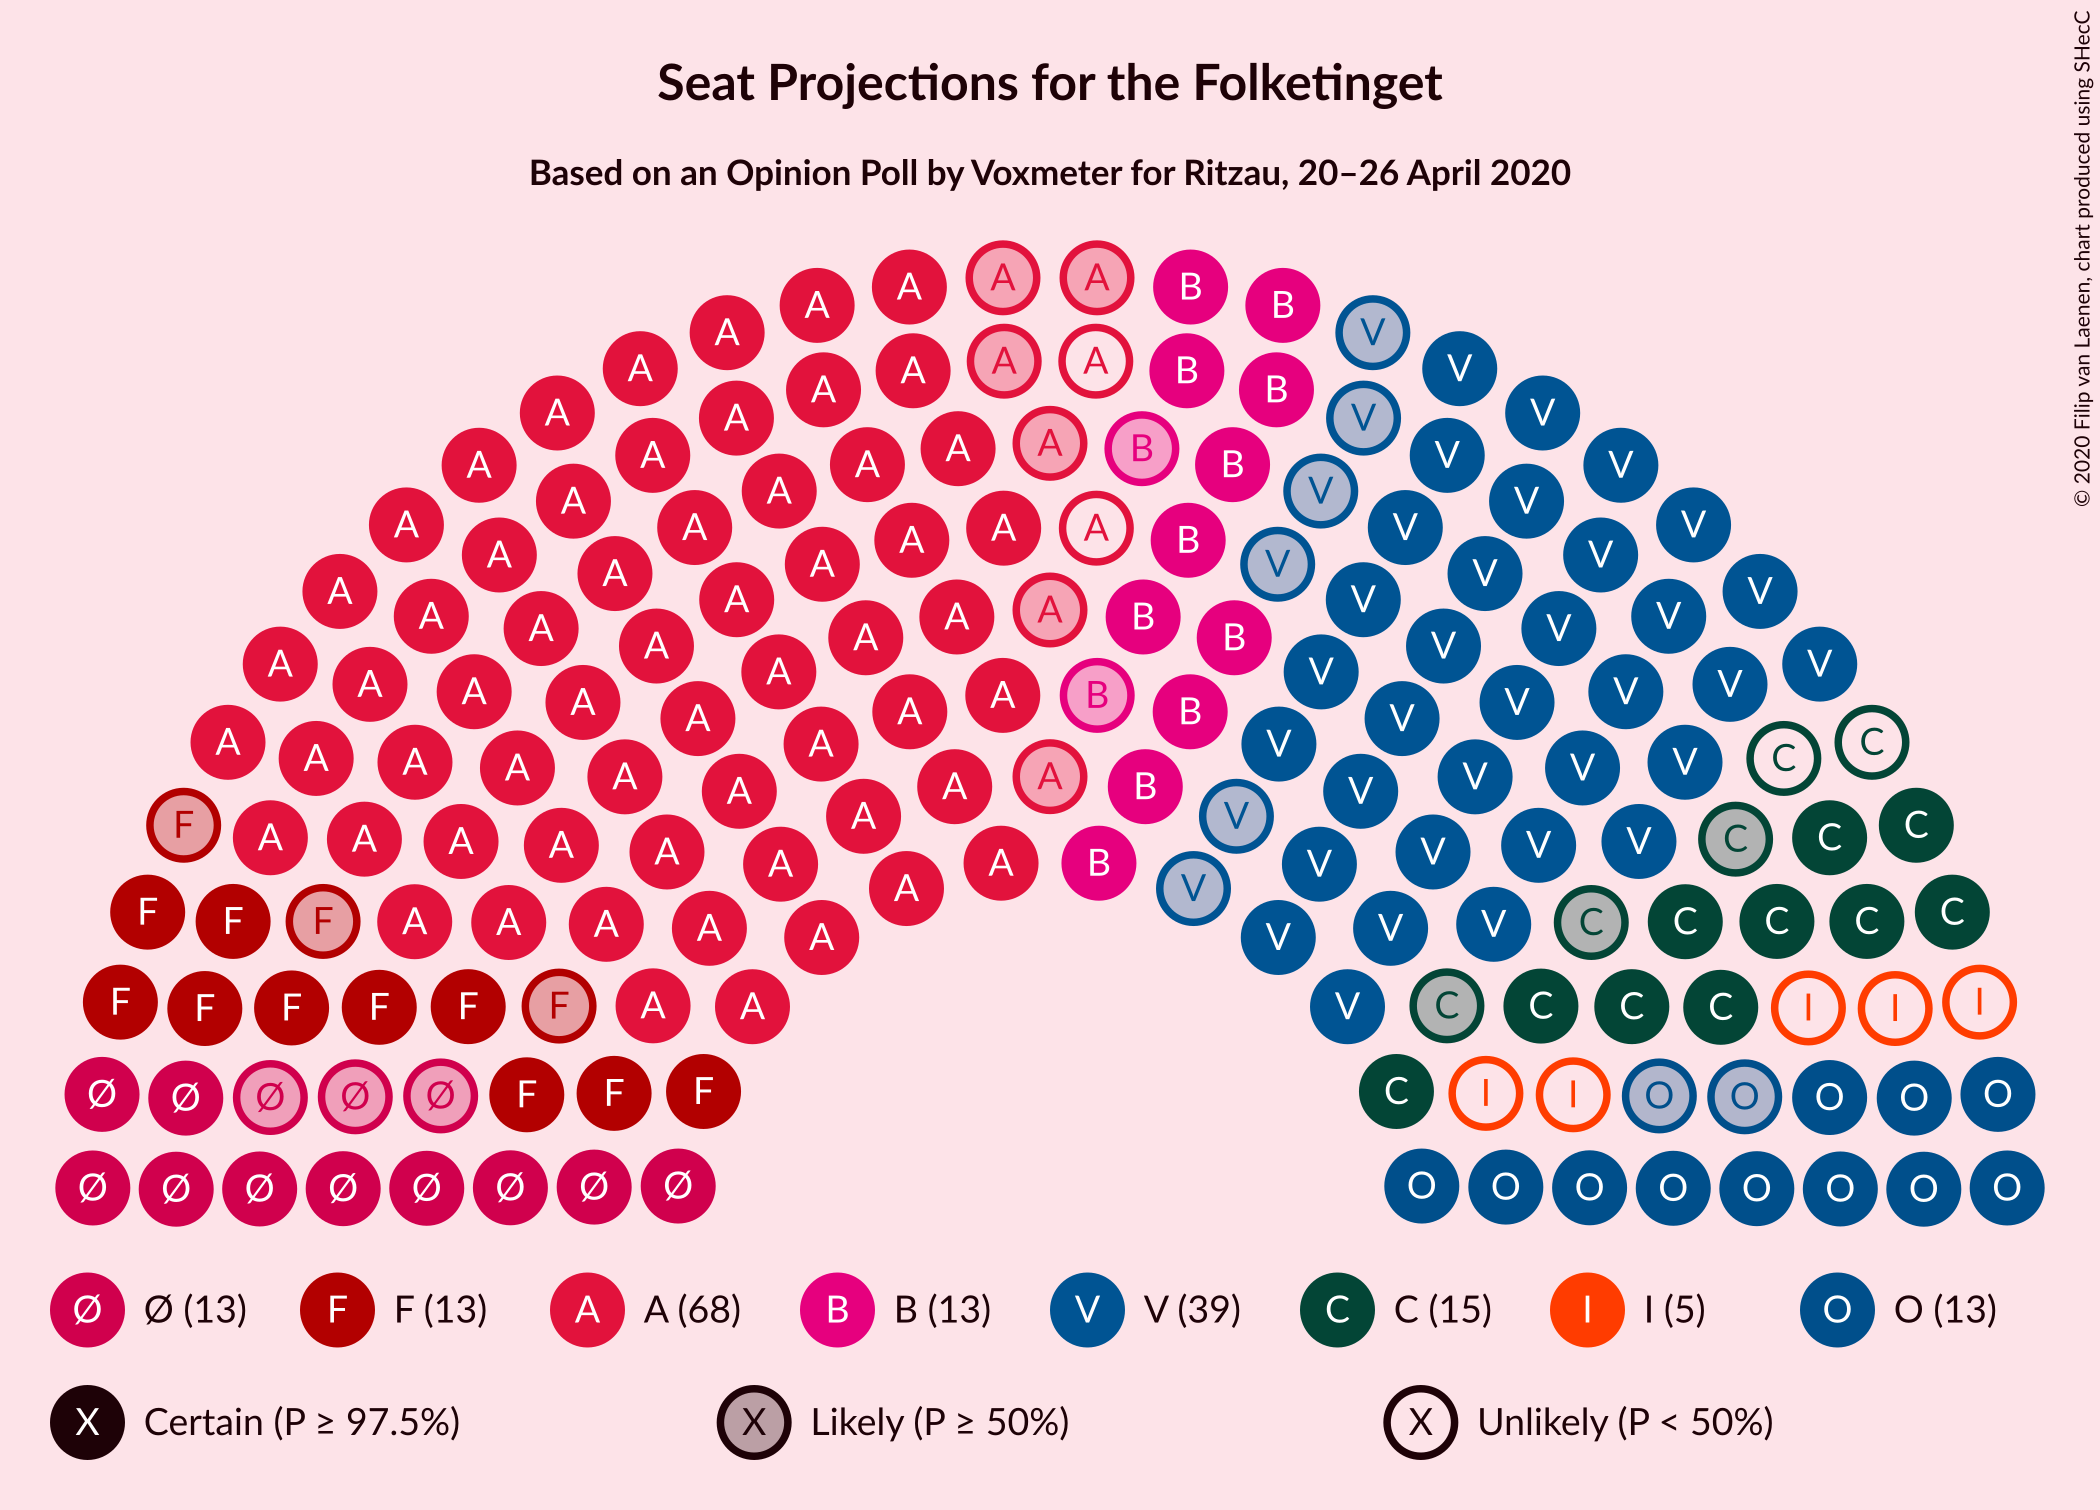 Seat Projections for the Folketinget
Based on an Opinion Poll by Voxmeter for Ritzau, 20–26 April 2020
© 2020 Filip van Laenen, chart produced using SHecC
A A A A B B V V
A A A A A A B B V V V V
A A A A A A A B B V V V V V
A A A A A A A A B V V V V V V
A A A A A A A A B B V V V V V V
A A A A A A A A B B V V V V V V V
A A A A A A A A A B V V V V V C C
F A A A A A A A A B V V V V V C C C
F F F A A A A A A V V V V C C C C C
F F F F F F A A V C C C C I I I
Ø Ø Ø Ø Ø F F F C I I O O O O O
Ø Ø Ø Ø Ø Ø Ø Ø O O O O O O O O
Ø Ø (13) F F (13) A A (68) B B (13) V V (39) C C (15) I I (5) O O (13)
X Certain (P ≥ 97.5%) X Likely (P ≥ 50%) X Unlikely (P < 50%)